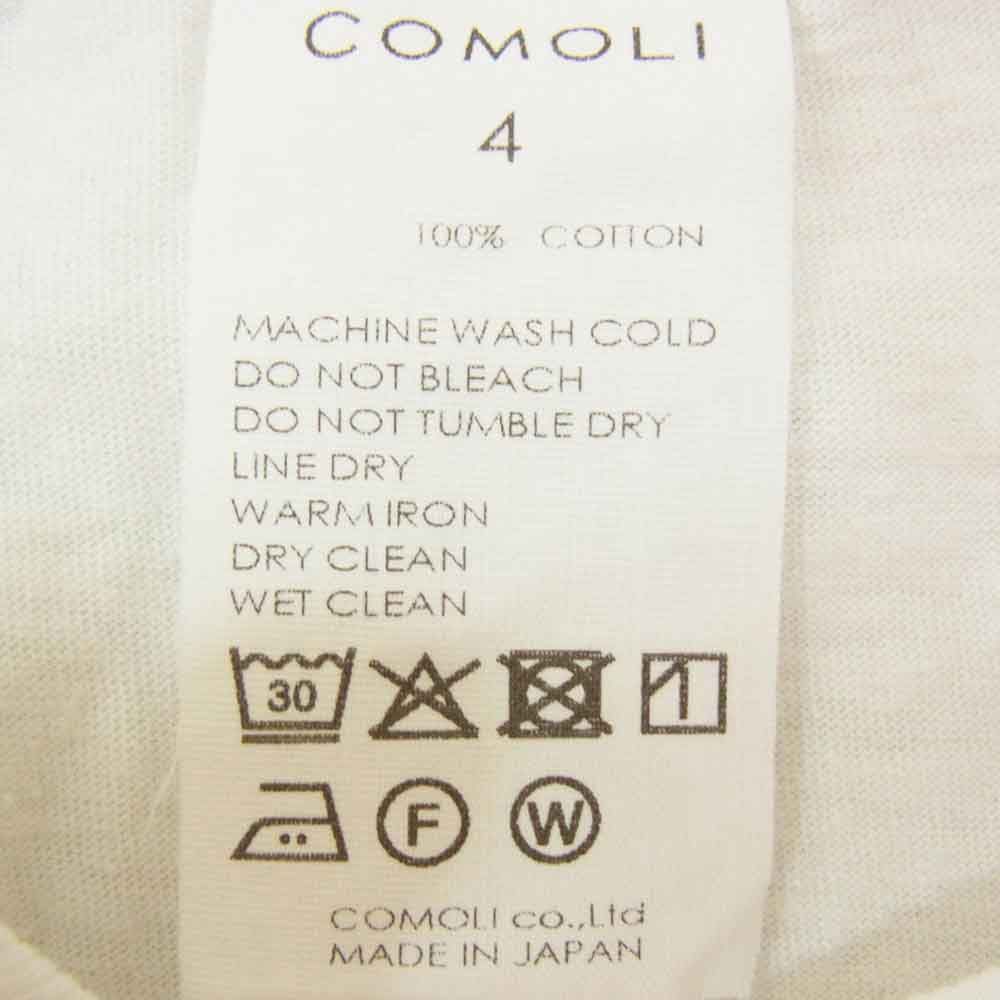 COMOLI
4
100% COTTON
MACHINE WASH COLD
DO NOT BLEACH
DO NOT TUMBLE DRY
LINE DRY
WARM IRON
DRY CLEAN
WET CLEAN
30
F W
COMOLI co.,Ltd
MADE IN JAPAN